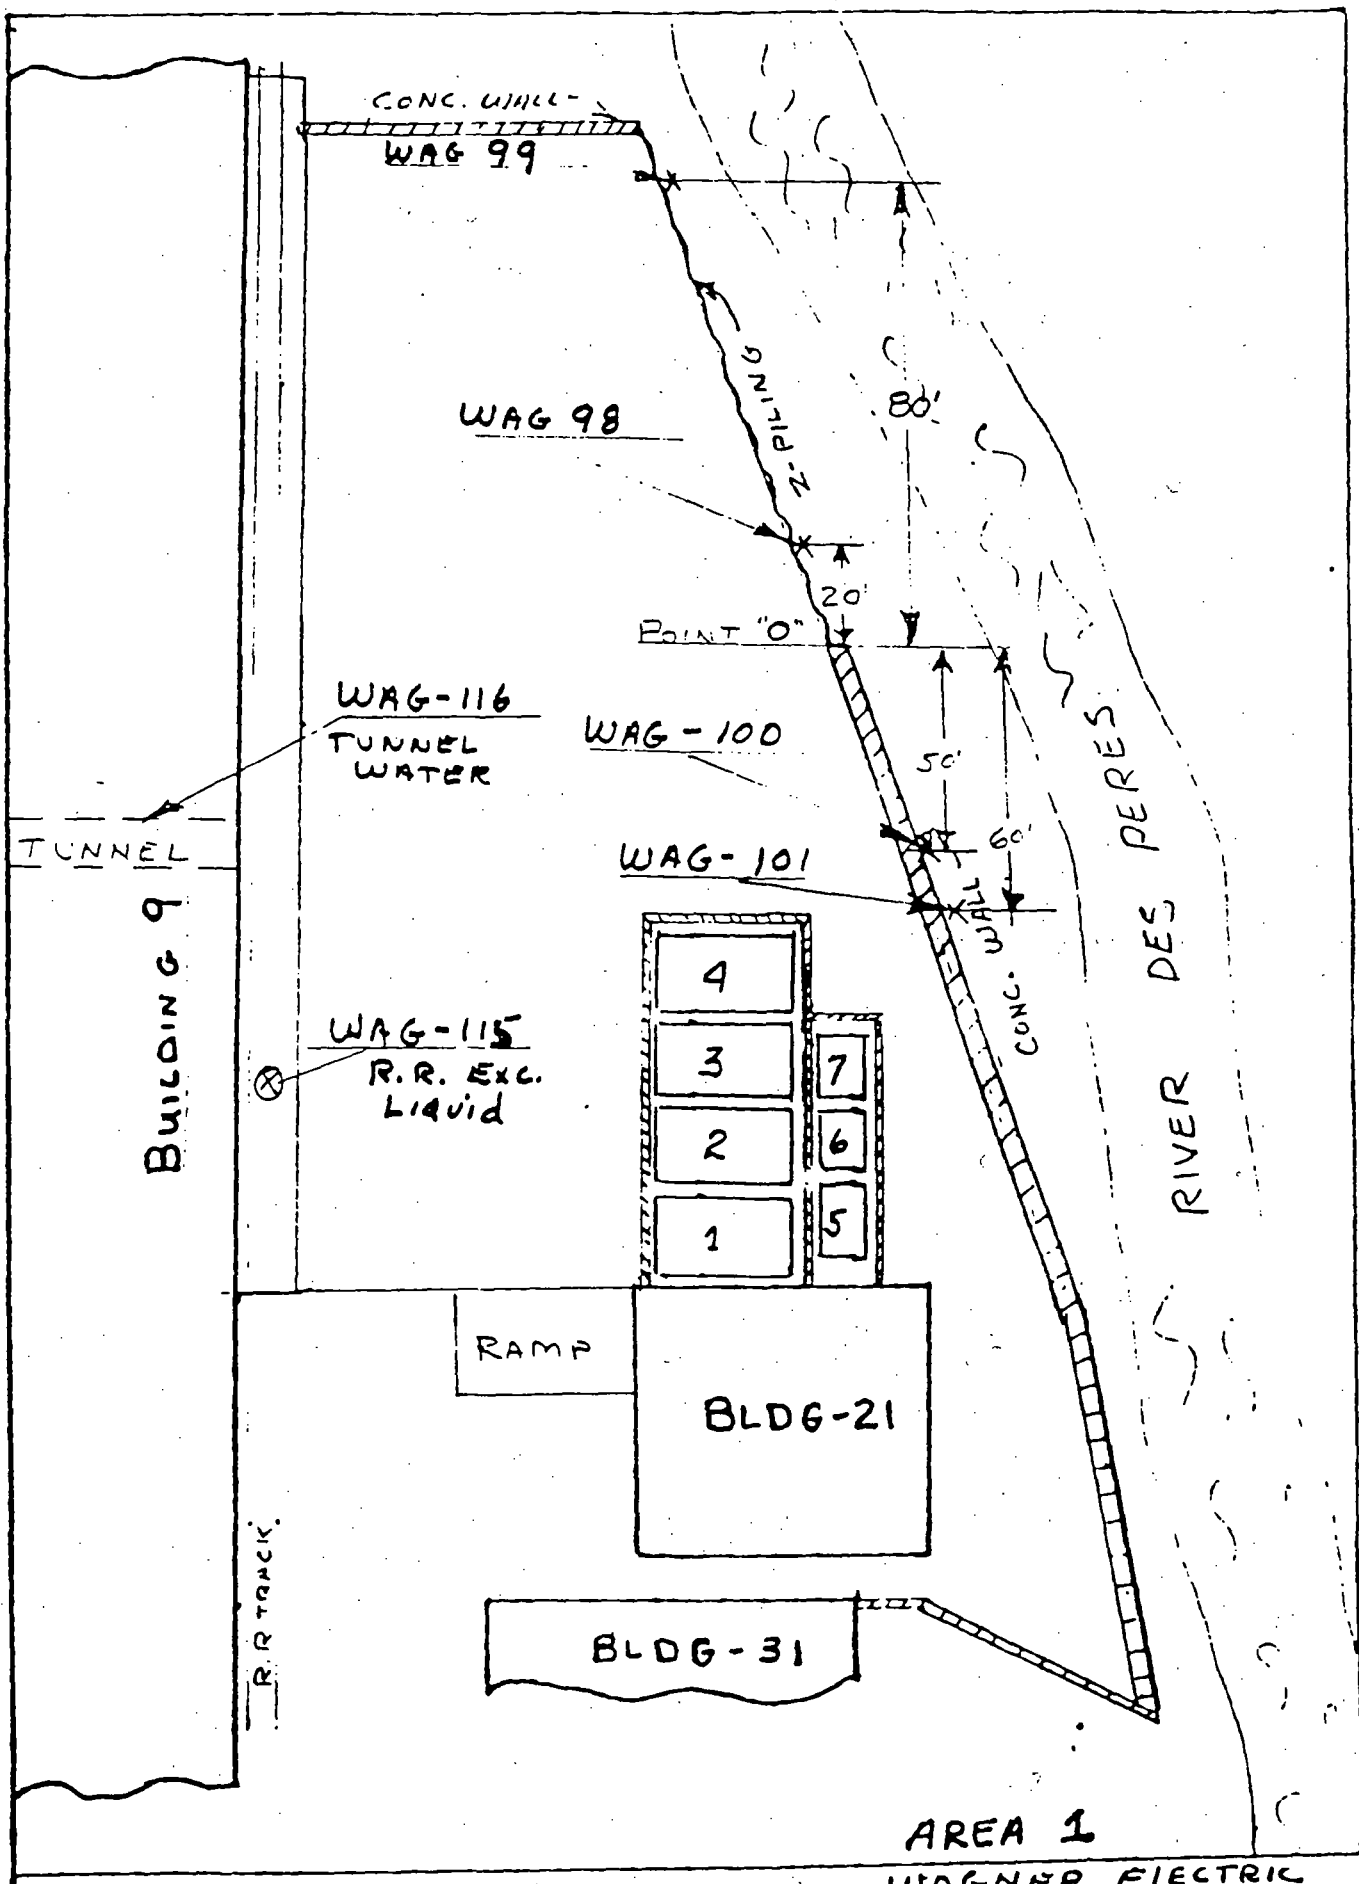 CONC. WALL
WAG 99
Z-PILING
WAG 98
80'
20'
POINT "O"
WAG-116
TUNNEL
WATER
WAG-100
50'
60'
TUNNEL
WAG-101
CONC. WALL
RIVER DES PERES
BUILDING 9
4
3
7
WAG-115
R.R. Exc.
Liquid
2
6
1
5
RAMP
BLDG-21
R.R TRACK.
BLDG-31
AREA 1
WAGNER ELECTRIC